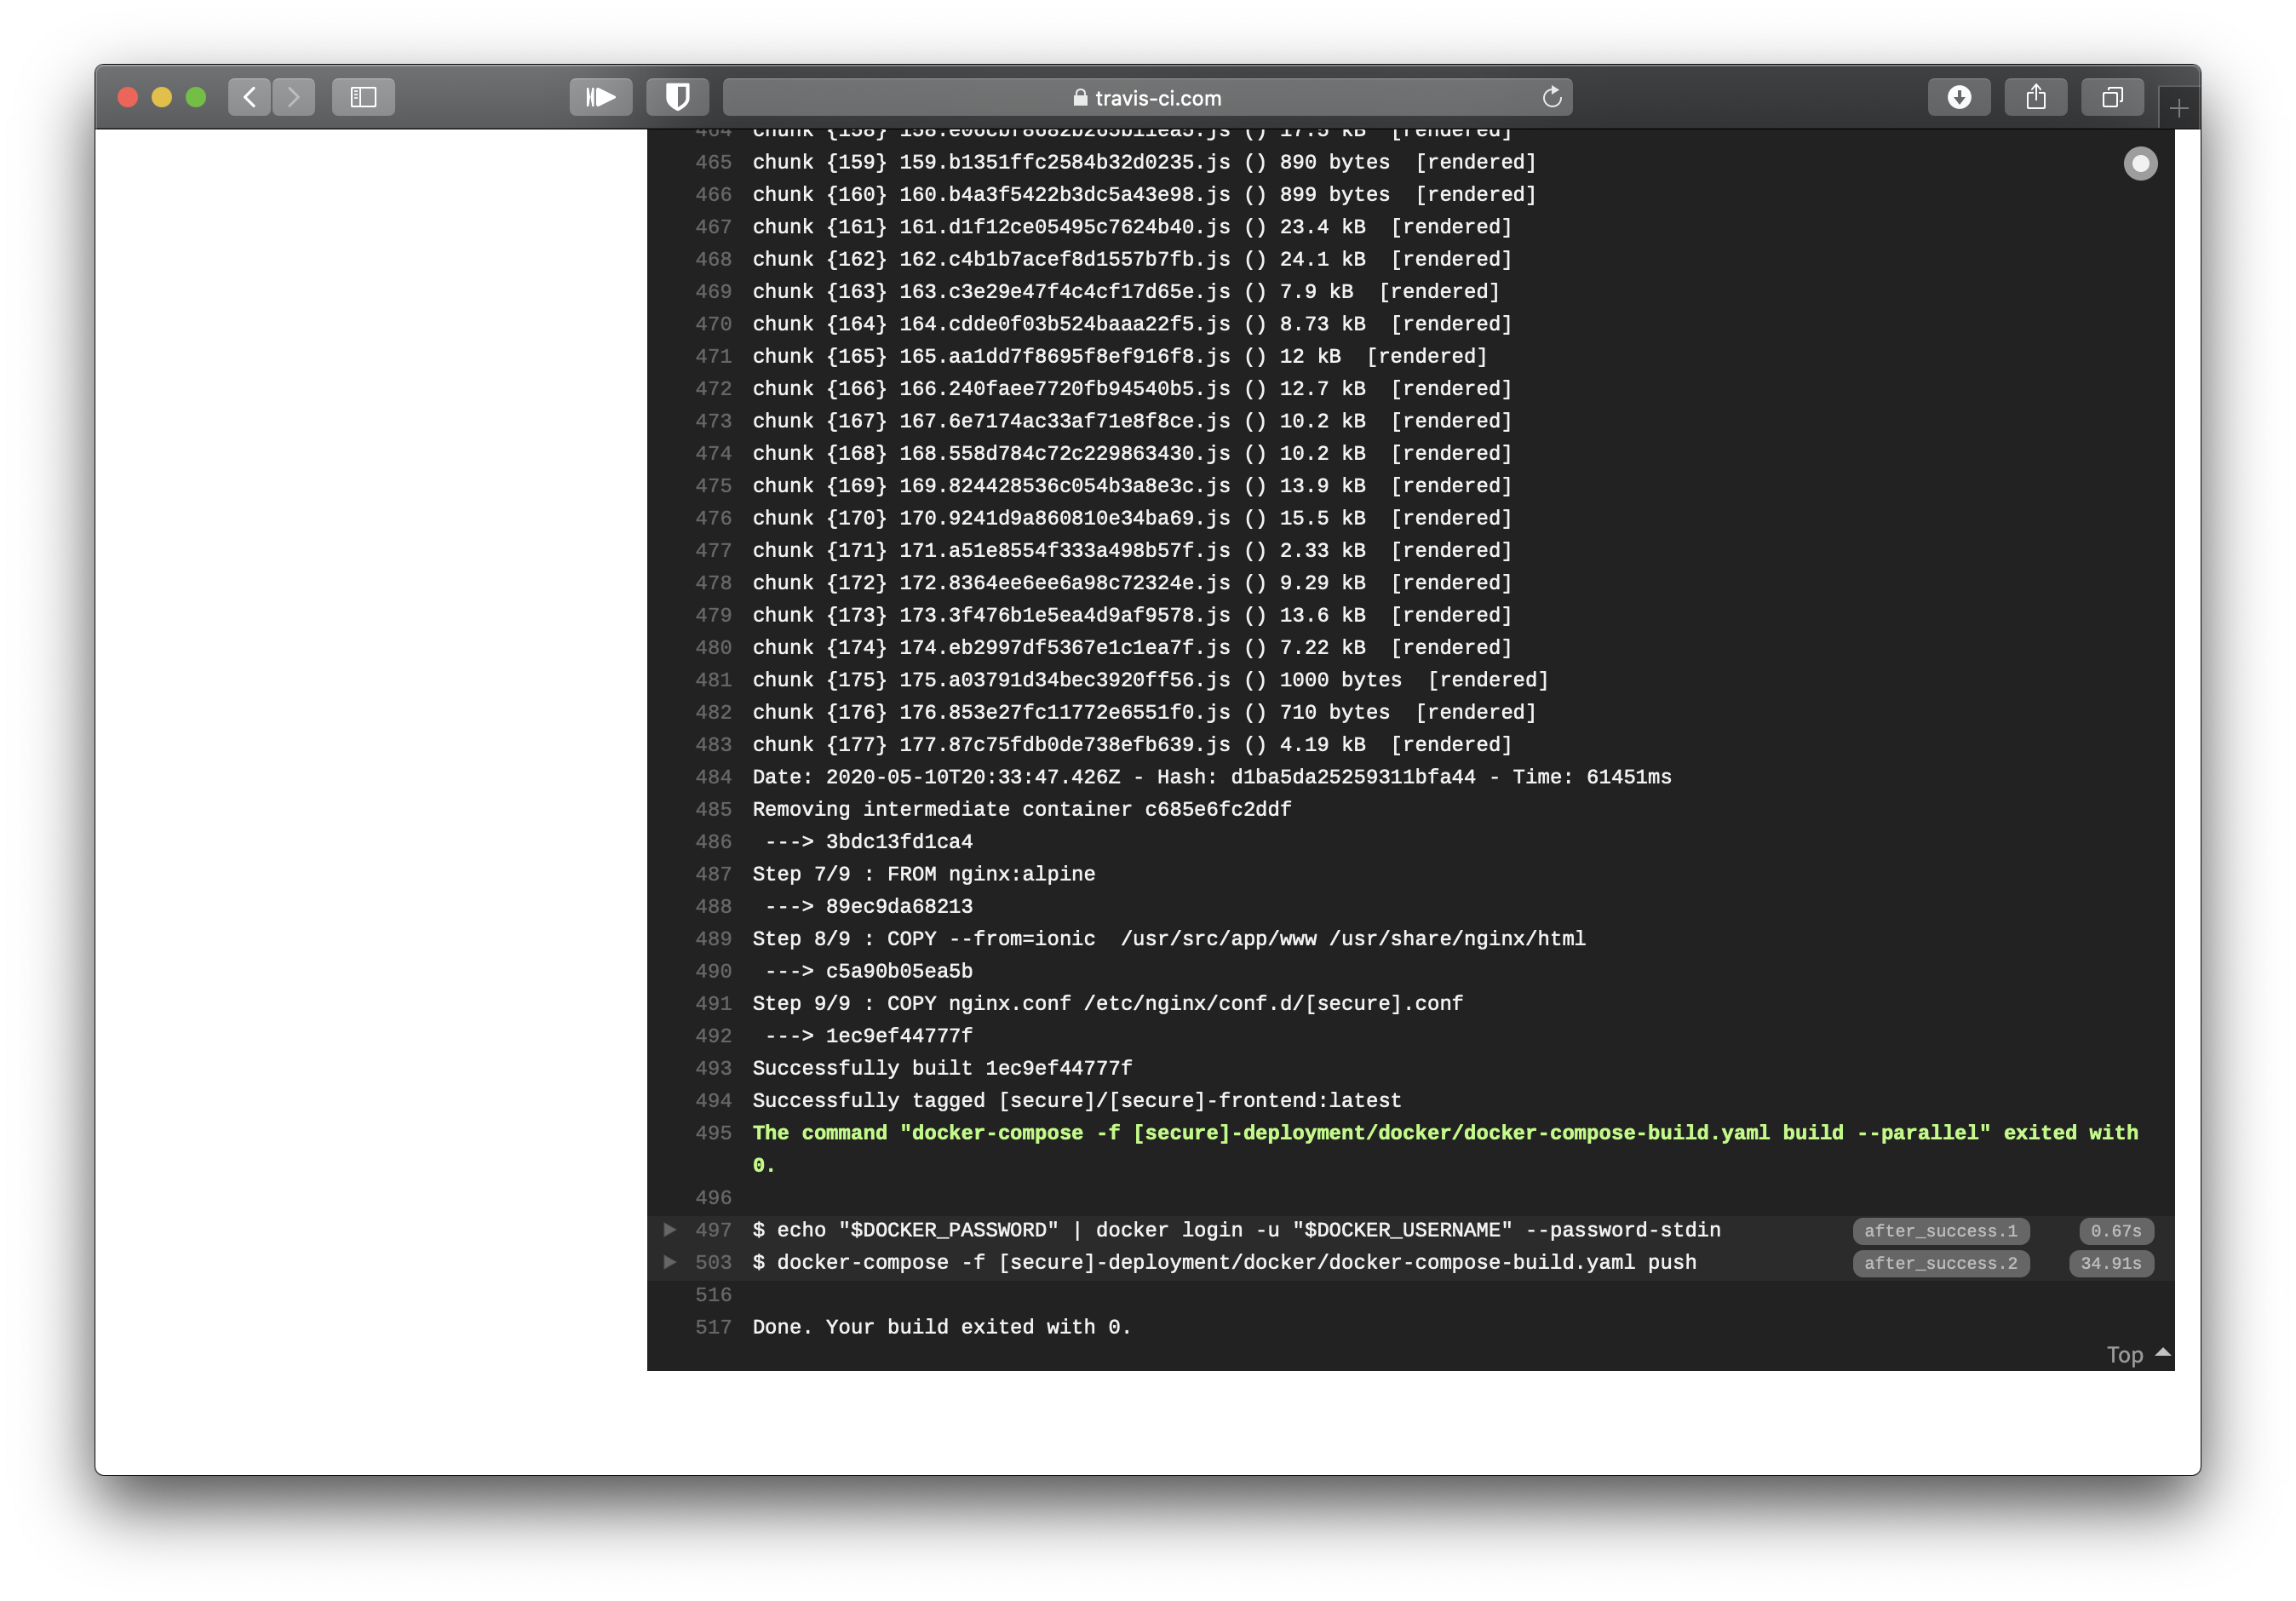 travis-ci.com
464 chunk {158} 158.e06cbf8682b265b11ea5.js () 17.5 kB [rendered]
465 chunk {159} 159.b1351ffc2584b32d0235.js () 890 bytes [rendered]
466 chunk {160} 160.b4a3f5422b3dc5a43e98.js () 899 bytes [rendered]
467 chunk {161} 161.d1f12ce05495c7624b40.js () 23.4 kB [rendered]
468 chunk {162} 162.c4b1b7acef8d1557b7fb.js () 24.1 kB [rendered]
469 chunk {163} 163.c3e29e47f4c4cf17d65e.js () 7.9 kB [rendered]
470 chunk {164} 164.cdde0f03b524baaa22f5.js () 8.73 kB [rendered]
471 chunk {165} 165.aa1dd7f8695f8ef916f8.js () 12 kB [rendered]
472 chunk {166} 166.240faee7720fb94540b5.js () 12.7 kB [rendered]
473 chunk {167} 167.6e7174ac33af71e8f8ce.js () 10.2 kB [rendered]
474 chunk {168} 168.558d784c72c229863430.js () 10.2 kB [rendered]
475 chunk {169} 169.824428536c054b3a8e3c.js () 13.9 kB [rendered]
476 chunk {170} 170.9241d9a860810e34ba69.js () 15.5 kB [rendered]
477 chunk {171} 171.a51e8554f333a498b57f.js () 2.33 kB [rendered]
478 chunk {172} 172.8364ee6ee6a98c72324e.js () 9.29 kB [rendered]
479 chunk {173} 173.3f476b1e5ea4d9af9578.js () 13.6 kB [rendered]
480 chunk {174} 174.eb2997df5367e1c1ea7f.js () 7.22 kB [rendered]
481 chunk {175} 175.a03791d34bec3920ff56.js () 1000 bytes [rendered]
482 chunk {176} 176.853e27fc11772e6551f0.js () 710 bytes [rendered]
483 chunk {177} 177.87c75fdb0de738efb639.js () 4.19 kB [rendered]
484 Date: 2020-05-10T20:33:47.426Z - Hash: d1ba5da25259311bfa44 - Time: 61451ms
485 Removing intermediate container c685e6fc2ddf
486 ---> 3bdc13fd1ca4
487 Step 7/9 : FROM nginx:alpine
488 ---> 89ec9da68213
489 Step 8/9 : COPY --from=ionic /usr/src/app/www /usr/share/nginx/html
490 ---> c5a90b05ea5b
491 Step 9/9 : COPY nginx.conf /etc/nginx/conf.d/[secure].conf
492 ---> 1ec9ef44777f
493 Successfully built 1ec9ef44777f
494 Successfully tagged [secure]/[secure]-frontend:latest
495 The command "docker-compose -f [secure]-deployment/docker/docker-compose-build.yaml build --parallel" exited with
0.
496
497 $ echo "$DOCKER_PASSWORD" | docker login -u "$DOCKER_USERNAME" --password-stdin after_success.1 0.67s
503 $ docker-compose -f [secure]-deployment/docker/docker-compose-build.yaml push after_success.2 34.91s
516
517 Done. Your build exited with 0.
Top